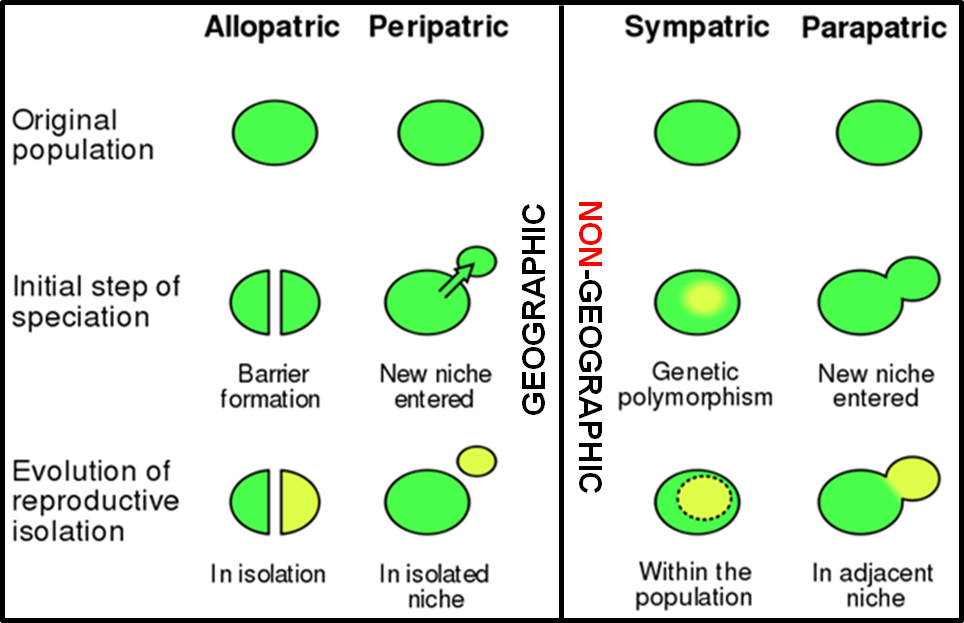 Allopatric Peripatric Sympatric Parapatric
Original
population
GEOGRAPHIC
NON-GEOGRAPHIC
Initial step of
speciation
Barrier
formation
New niche
entered
Genetic
polymorphism
New niche
entered
Evolution of
reproductive
isolation
In isolation
In isolated
niche
Within the
population
In adjacent
niche